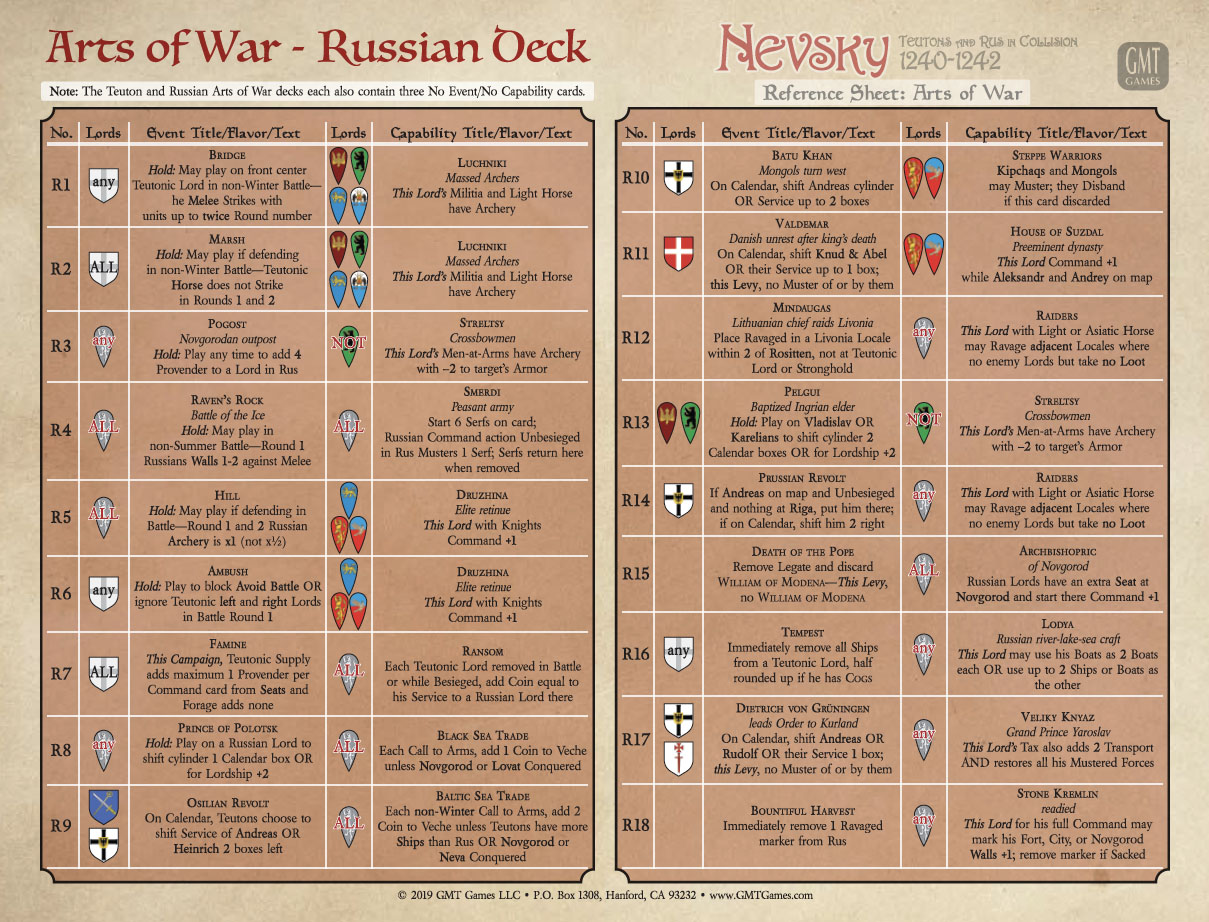 Arts of War - Russian Deck
Note: The Teuton and Russian Arts of War decks each also contain three No Event/No Capability cards.
Nevsky
Teutons and Rus in Collision
1240-1242
GMT
GAMES
Reference Sheet: Arts of War
No. Lords Event Title/Flavor/Text Lords Capability Title/Flavor/Text
R1
any
Bridge
Hold: May play on front center
Teutonic Lord in non-Winter Battle—
he Melee Strikes with
units up to twice Round number
Luchniki
Massed Archers
This Lord's Militia and Light Horse
have Archery
R2
ALL
Marsh
Hold: May play if defending
in non-Winter Battle—Teutonic
Horse does not Strike
in Rounds 1 and 2
Luchniki
Massed Archers
This Lord's Militia and Light Horse
have Archery
R3
any
Pogost
Novgorodan outpost
Hold: Play any time to add 4
Provender to a Lord in Rus
NOT
Streltsy
Crossbowmen
This Lord's Men-at-Arms have Archery
with –2 to target's Armor
R4
ALL
Raven's Rock
Battle of the Ice
Hold: May play in
non-Summer Battle—Round 1
Russians Walls 1-2 against Melee
ALL
Smerdi
Peasant army
Start 6 Serfs on card;
Russian Command action Unbesieged
in Rus Musters 1 Serf; Serfs return here
when removed
R5
ALL
Hill
Hold: May play if defending in
Battle—Round 1 and 2 Russian
Archery is x1 (not x½)
Druzhina
Elite retinue
This Lord with Knights
Command +1
R6
any
Ambush
Hold: Play to block Avoid Battle OR
ignore Teutonic left and right Lords
in Battle Round 1
Druzhina
Elite retinue
This Lord with Knights
Command +1
R7
ALL
Famine
This Campaign, Teutonic Supply
adds maximum 1 Provender per
Command card from Seats and
Forage adds none
ALL
Ransom
Each Teutonic Lord removed in Battle
or while Besieged, add Coin equal to
his Service to a Russian Lord there
R8
any
Prince of Polotsk
Hold: Play on a Russian Lord to
shift cylinder 1 Calendar box OR
for Lordship +2
ALL
Black Sea Trade
Each Call to Arms, add 1 Coin to Veche
unless Novgorod or Lovat Conquered
R9
Osilian Revolt
On Calendar, Teutons choose to
shift Service of Andreas OR
Heinrich 2 boxes left
ALL
Baltic Sea Trade
Each non-Winter Call to Arms, add 2
Coin to Veche unless Teutons have more
Ships than Rus OR Novgorod or
Neva Conquered
No. Lords Event Title/Flavor/Text Lords Capability Title/Flavor/Text
R10
Batu Khan
Mongols turn west
On Calendar, shift Andreas cylinder
OR Service up to 2 boxes
Steppe Warriors
Kipchaqs and Mongols
may Muster; they Disband
if this card discarded
R11
Valdemar
Danish unrest after king's death
On Calendar, shift Knud & Abel
OR their Service up to 1 box;
this Levy, no Muster of or by them
House of Suzdal
Preeminent dynasty
This Lord Command +1
while Aleksandr and Andrey on map
R12
Mindaugas
Lithuanian chief raids Livonia
Place Ravaged in a Livonia Locale
within 2 of Rositten, not at Teutonic
Lord or Stronghold
any
Raiders
This Lord with Light or Asiatic Horse
may Ravage adjacent Locales where
no enemy Lords but take no Loot
R13
Pelgui
Baptized Ingrian elder
Hold: Play on Vladislav OR
Karelians to shift cylinder 2
Calendar boxes OR for Lordship +2
NOT
Streltsy
Crossbowmen
This Lord's Men-at-Arms have Archery
with –2 to target's Armor
R14
Prussian Revolt
If Andreas on map and Unbesieged
and nothing at Riga, put him there;
if on Calendar, shift him 2 right
any
Raiders
This Lord with Light or Asiatic Horse
may Ravage adjacent Locales where
no enemy Lords but take no Loot
R15
Death of the Pope
Remove Legate and discard
William of Modena—This Levy,
no William of Modena
ALL
Archbishopric
of Novgorod
Russian Lords have an extra Seat at
Novgorod and start there Command +1
R16
any
Tempest
Immediately remove all Ships
from a Teutonic Lord, half
rounded up if he has Cogs
any
Lodya
Russian river-lake-sea craft
This Lord may use his Boats as 2 Boats
each OR use up to 2 Ships or Boats as
the other
R17
Dietrich von Grüningen
leads Order to Kurland
On Calendar, shift Andreas OR
Rudolf OR their Service 1 box;
this Levy, no Muster of or by them
any
Veliky Knyaz
Grand Prince Yaroslav
This Lord's Tax also adds 2 Transport
AND restores all his Mustered Forces
R18
Bountiful Harvest
Immediately remove 1 Ravaged
marker from Rus
any
Stone Kremlin
readied
This Lord for his full Command may
mark his Fort, City, or Novgorod
Walls +1; remove marker if Sacked
© 2019 GMT Games LLC • P.O. Box 1308, Hanford, CA 93232 • www.GMTGames.com